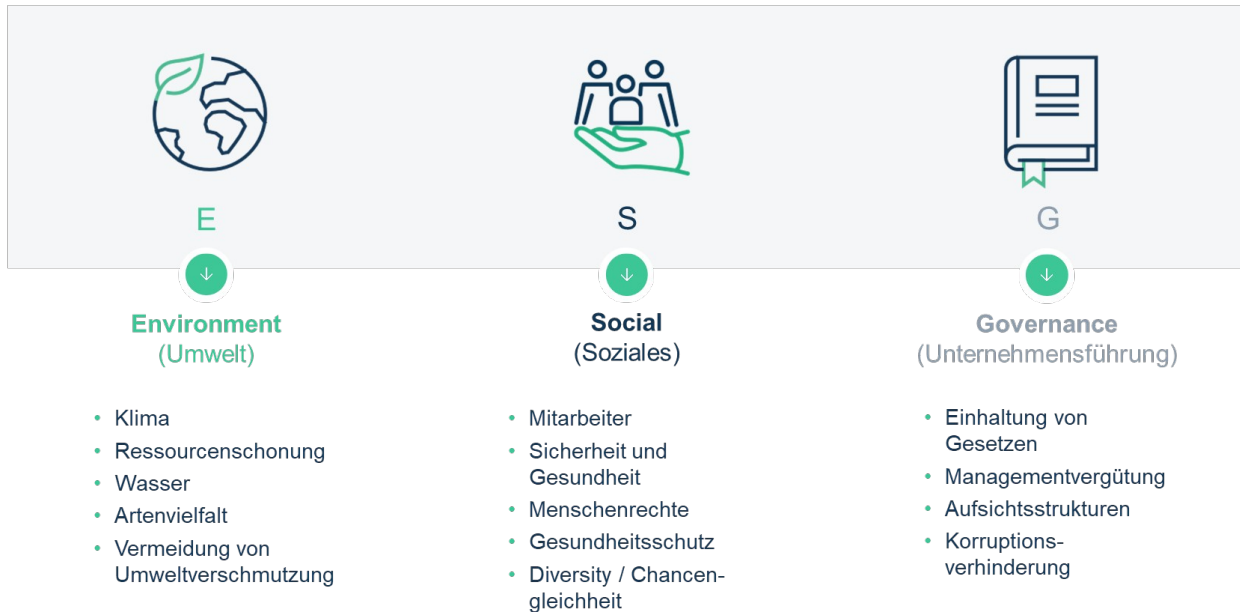 E
S
G
Environment
(Umwelt)
Social
(Soziales)
Governance
(Unternehmensführung)
• Klima
• Ressourcenschonung
• Wasser
• Artenvielfalt
• Vermeidung von
Umweltverschmutzung
• Mitarbeiter
• Sicherheit und
Gesundheit
• Menschenrechte
• Gesundheitsschutz
• Diversity / Chancen-
gleichheit
• Einhaltung von
Gesetzen
• Managementvergütung
• Aufsichtsstrukturen
• Korruptions-
verhinderung